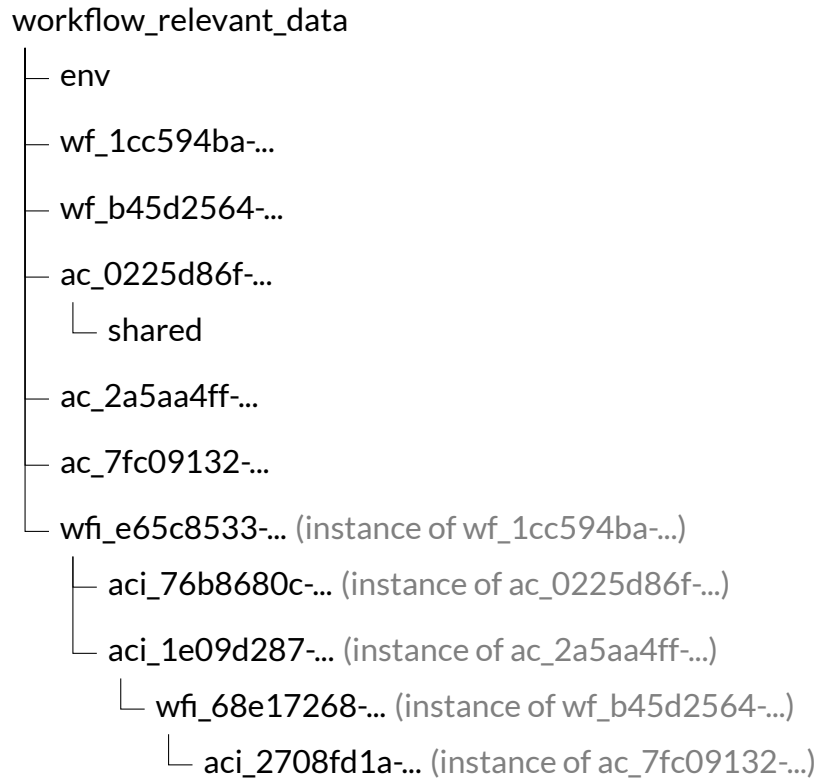 workflow_relevant_data
env
wf_1cc594ba-...
wf_b45d2564-...
ac_0225d86f-...
shared
ac_2a5aa4ff-...
ac_7fc09132-...
wfi_e65c8533-... (instance of wf_1cc594ba-...)
aci_76b8680c-... (instance of ac_0225d86f-...)
aci_1e09d287-... (instance of ac_2a5aa4ff-...)
wfi_68e17268-... (instance of wf_b45d2564-...)
aci_2708fd1a-... (instance of ac_7fc09132-...)